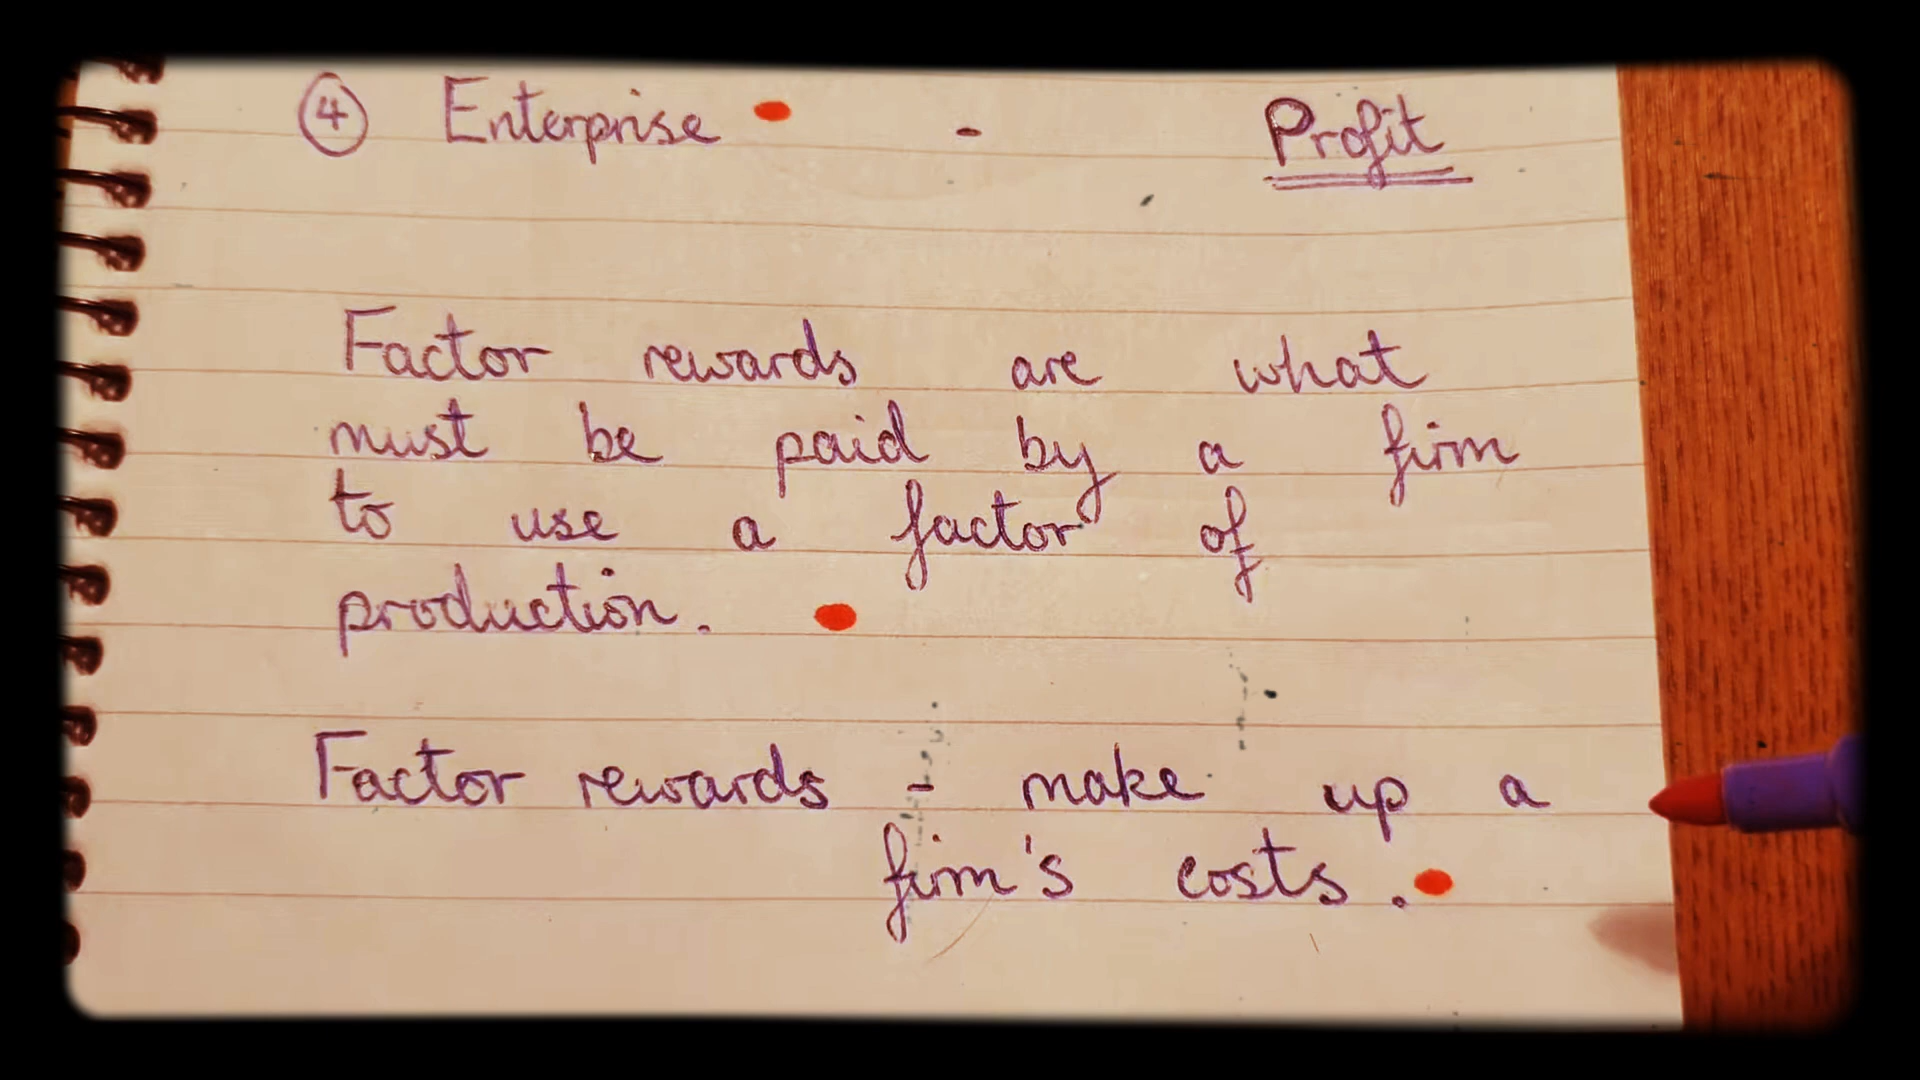 ④ Enterprise - Profit
Factor rewards are what
must be paid by a firm
to use a factor of
production.
Factor rewards - make up a
firm's costs.